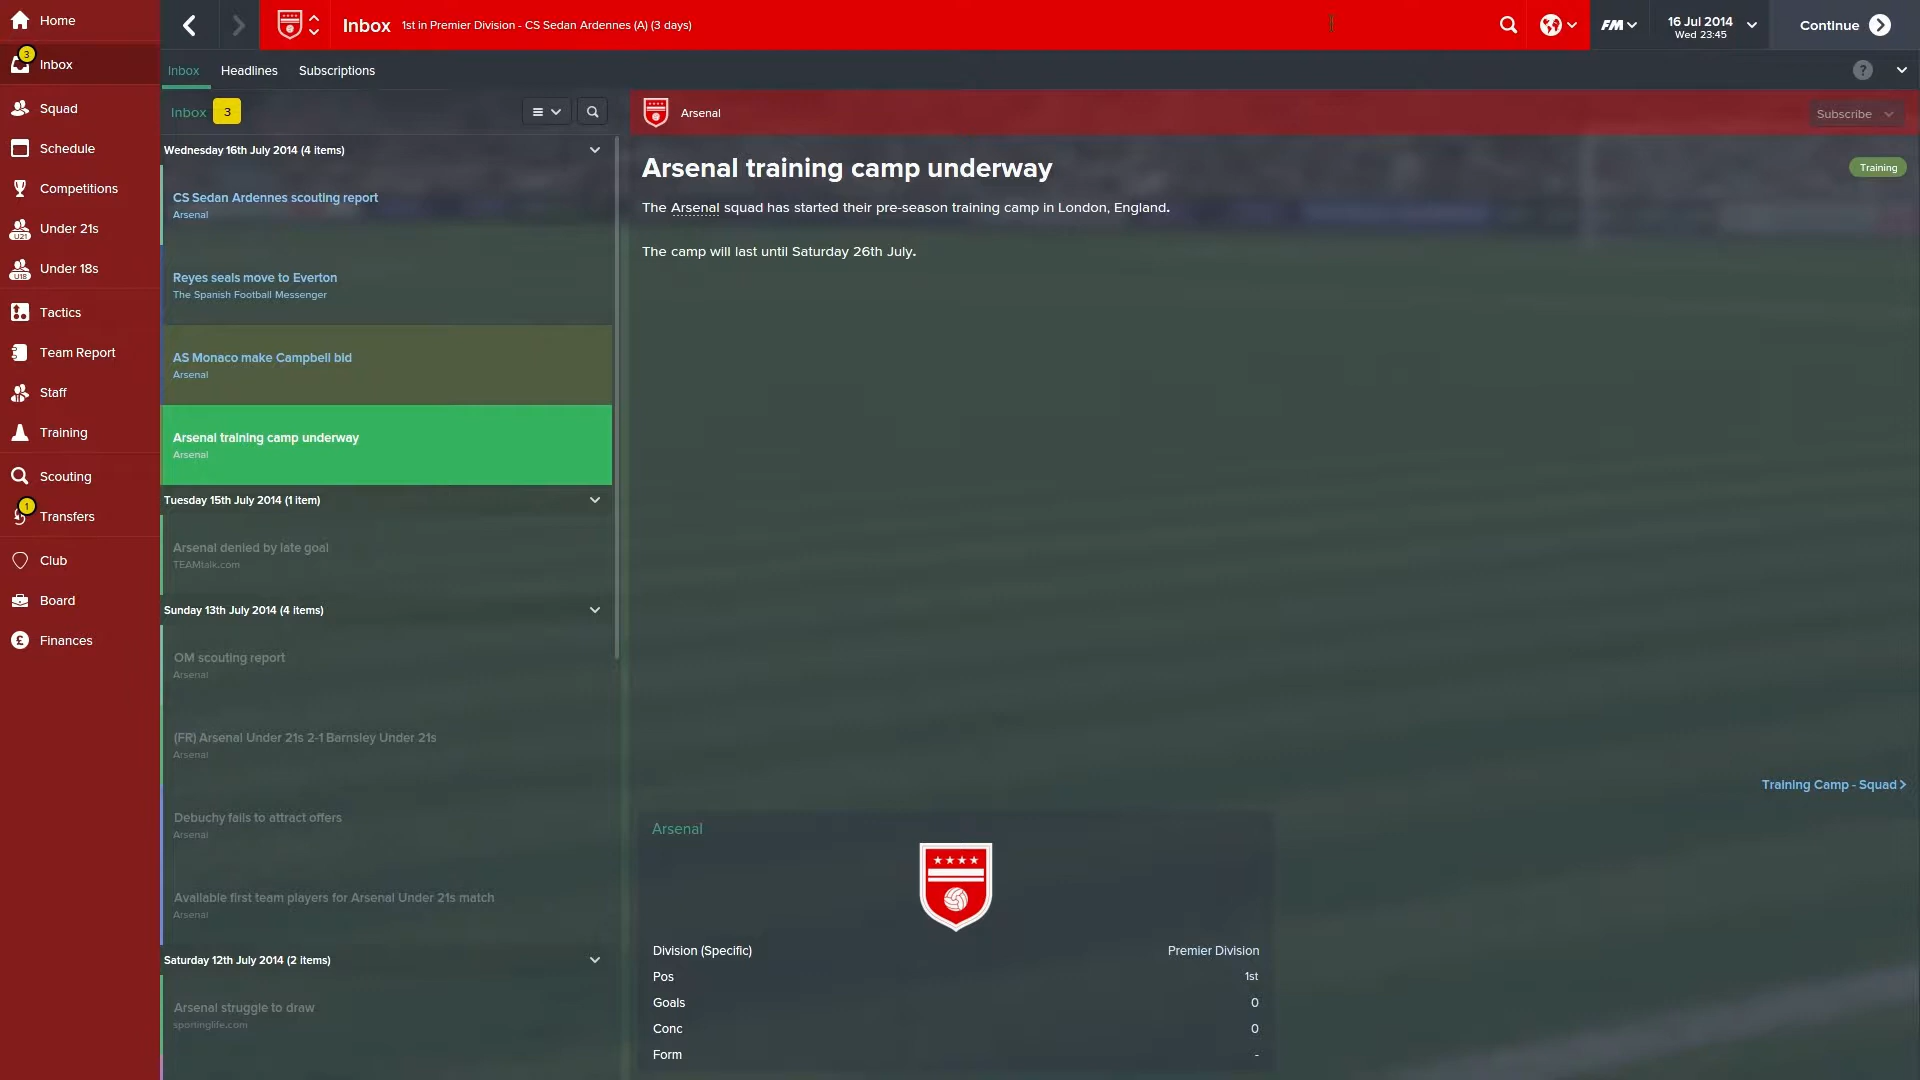 Home
3
Inbox
Squad
Schedule
Competitions
U21
Under 21s
U18
Under 18s
Tactics
Team Report
Staff
Training
Scouting
1
Transfers
Club
Board
£
Finances
Inbox
1st in Premier Division - CS Sedan Ardennes (A) (3 days)
FM
16 Jul 2014
Wed 23:45
Continue
Inbox
Headlines
Subscriptions
?
Inbox
3
Wednesday 16th July 2014 (4 items)
CS Sedan Ardennes scouting report
Arsenal
Reyes seals move to Everton
The Spanish Football Messenger
AS Monaco make Campbell bid
Arsenal
Arsenal training camp underway
Arsenal
Tuesday 15th July 2014 (1 item)
Arsenal denied by late goal
TEAMtalk.com
Sunday 13th July 2014 (4 items)
OM scouting report
Arsenal
(FR) Arsenal Under 21s 2-1 Barnsley Under 21s
Arsenal
Debuchy fails to attract offers
Arsenal
Available first team players for Arsenal Under 21s match
Arsenal
Saturday 12th July 2014 (2 items)
Arsenal struggle to draw
sportinglife.com
Arsenal
Subscribe
Arsenal training camp underway
Training
The Arsenal squad has started their pre-season training camp in London, England.
The camp will last until Saturday 26th July.
Training Camp - Squad >
Arsenal
Division (Specific) Premier Division
Pos 1st
Goals 0
Conc 0
Form -